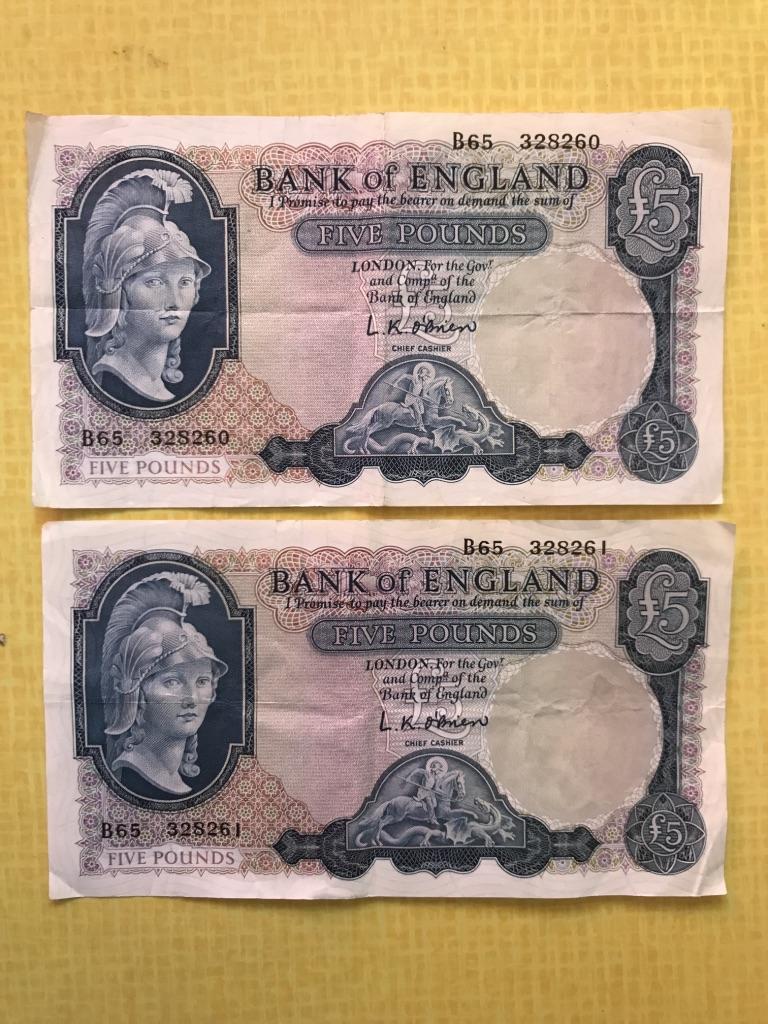 B65 328260
BANK of ENGLAND
I Promise to pay the bearer on demand the sum of
FIVE POUNDS
£5
LONDON, For the Govr
and Compa of the
Bank of England
£5
L.K. O'Brien
CHIEF CASHIER
B65 328260
FIVE POUNDS
£5
B65 328261
BANK of ENGLAND
I Promise to pay the bearer on demand the sum of
FIVE POUNDS
£5
LONDON, For the Govr
and Compa of the
Bank of England
£5
L.K. O'Brien
CHIEF CASHIER
B65 328261
FIVE POUNDS
£5